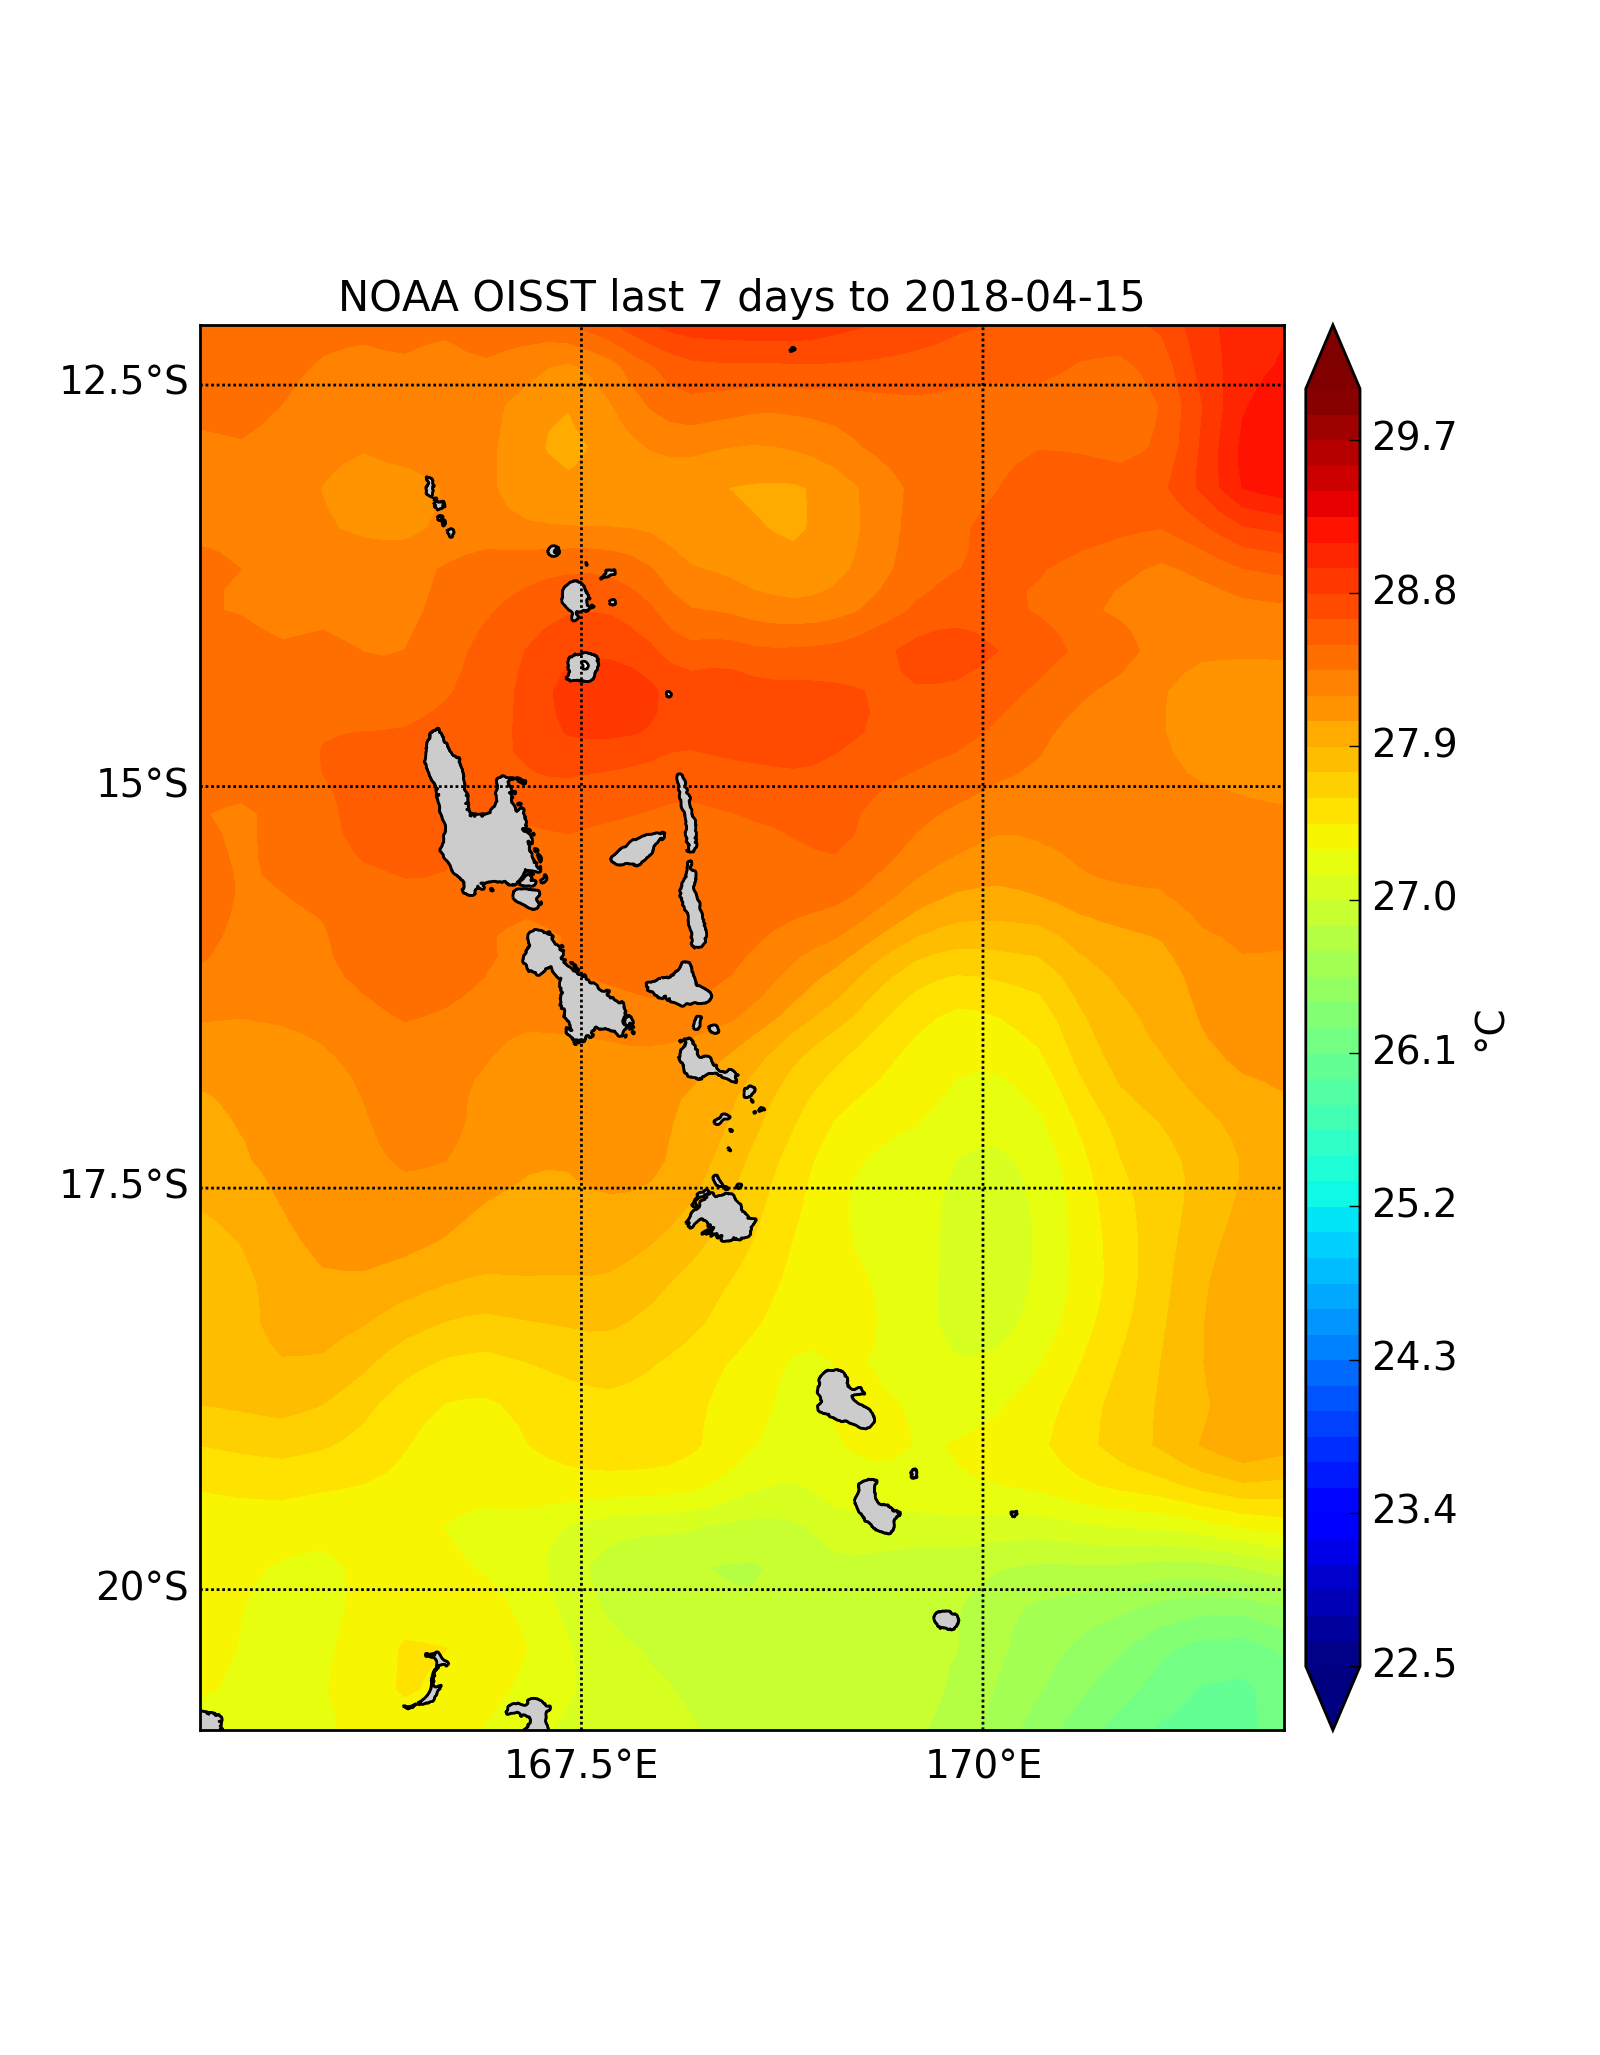 NOAA OISST last 7 days to 2018-04-15
12.5°S
15°S
17.5°S
20°S
167.5°E
170°E
29.7
28.8
27.9
27.0
26.1
25.2
24.3
23.4
22.5
°C